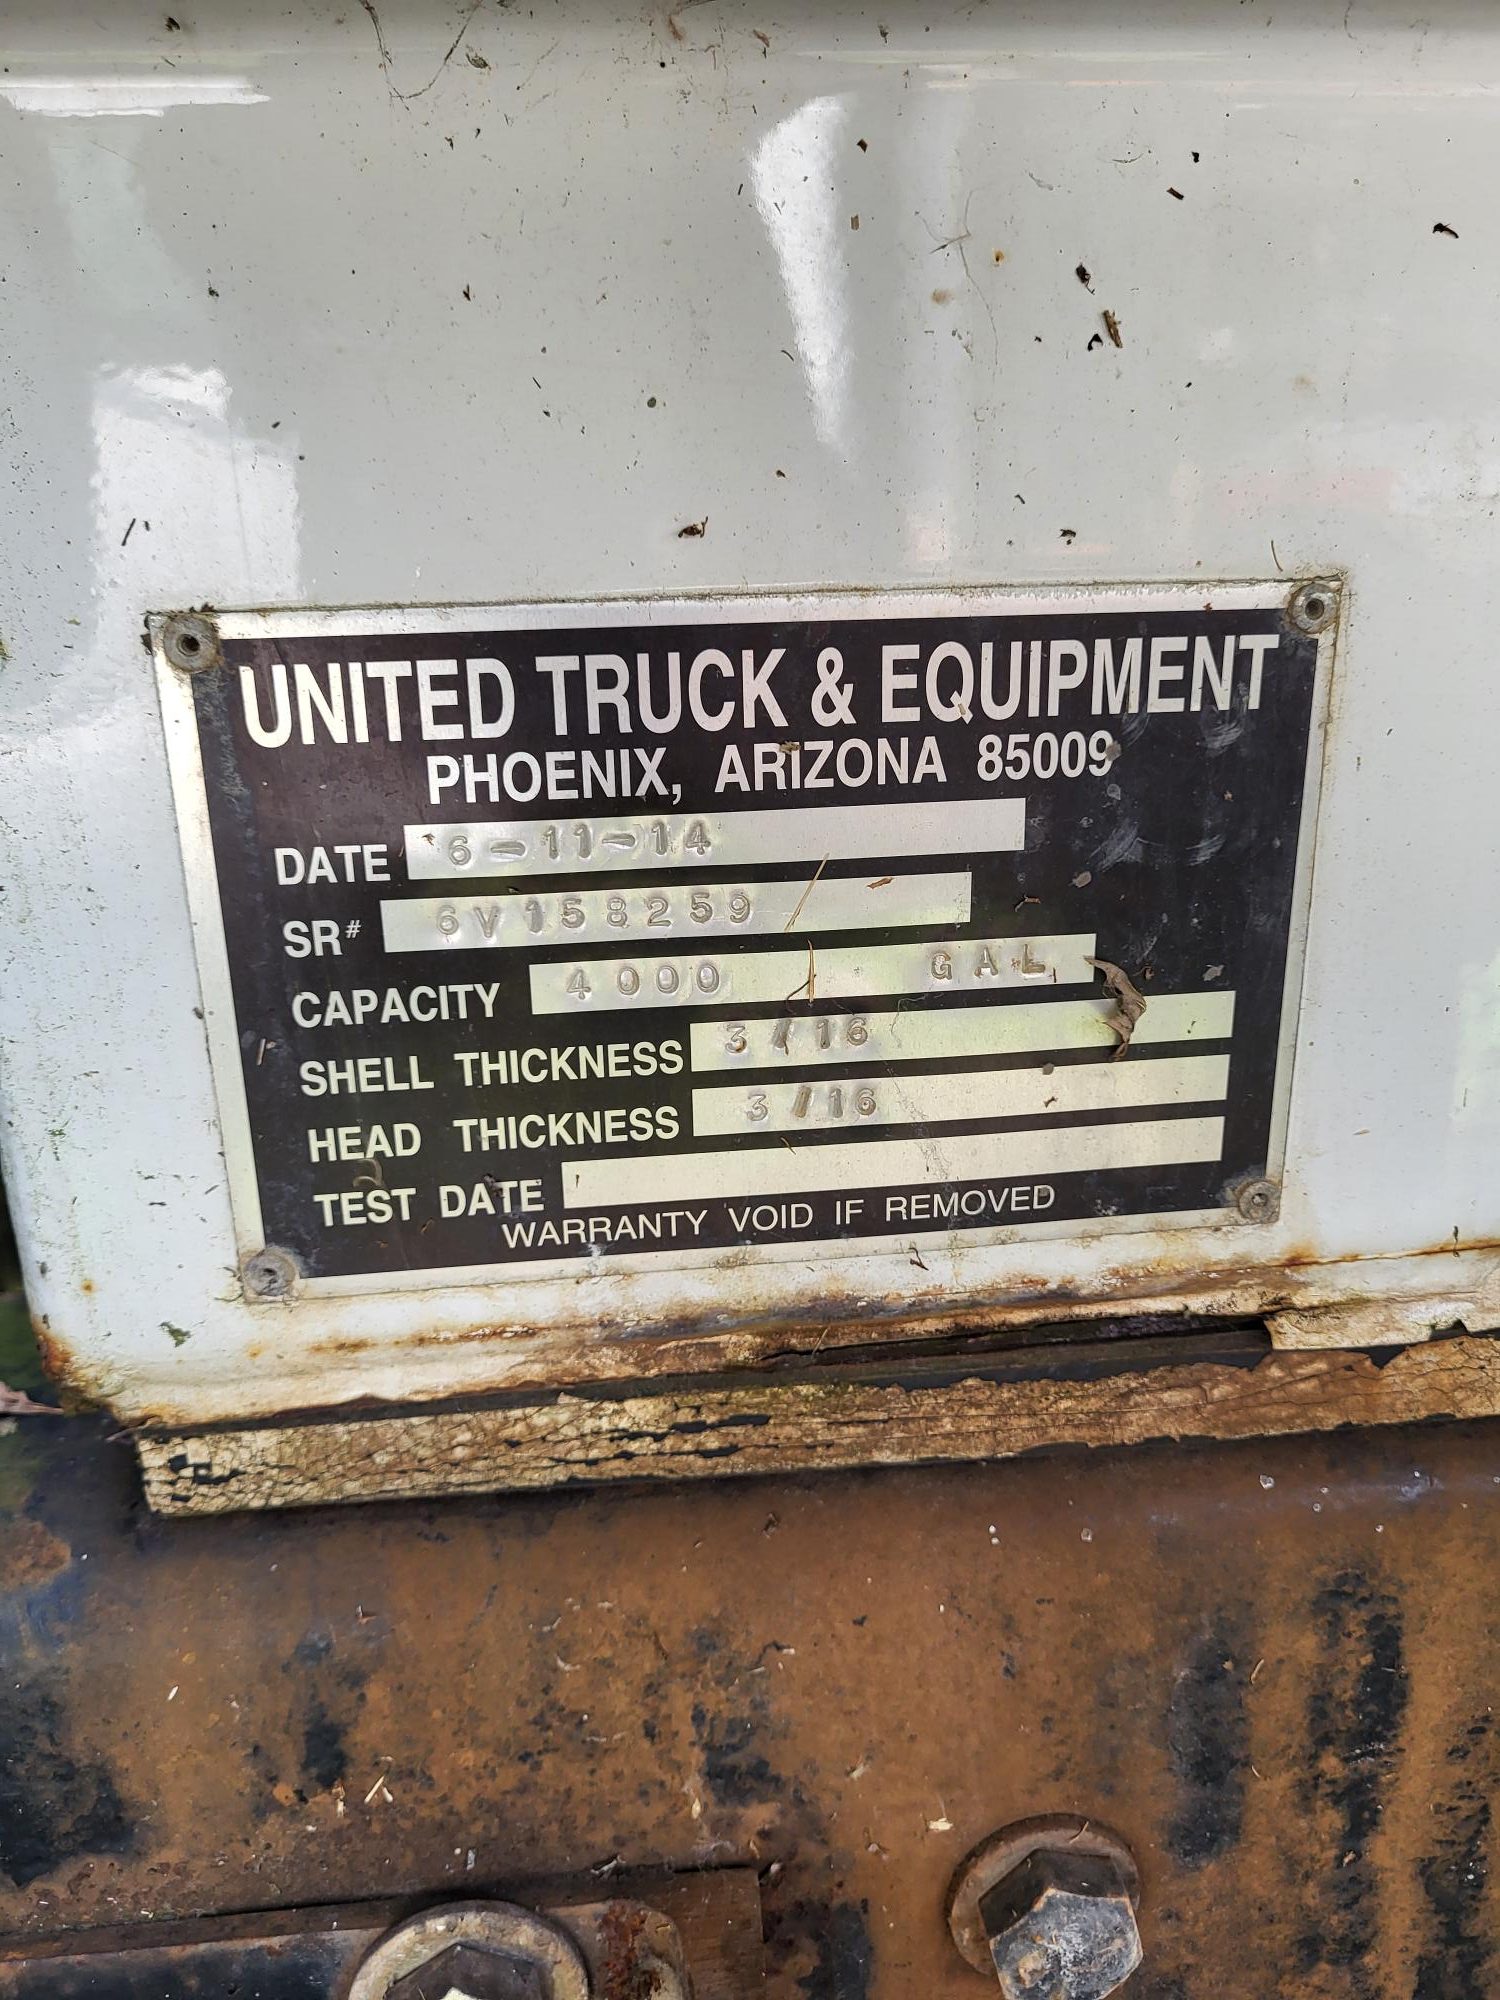 UNITED TRUCK & EQUIPMENT
PHOENIX, ARIZONA 85009
DATE 6-11-14
SR# 6V158259
CAPACITY 4000 GAL
SHELL THICKNESS 3/16
HEAD THICKNESS 3/16
TEST DATE
WARRANTY VOID IF REMOVED